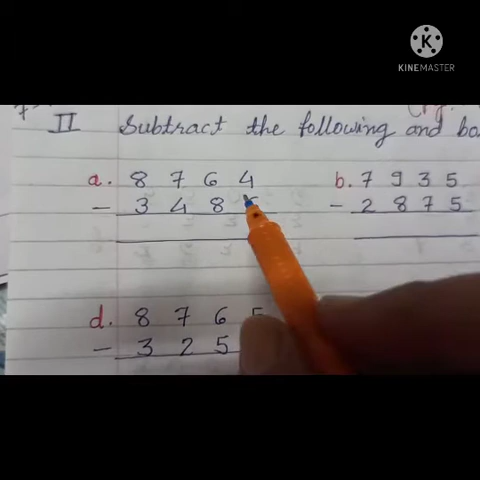 K
KINEMASTER
II Subtract the following and
a. 8 7 6 4 b. 7 9 3 5
- 3 4 8 - 2 8 7 5
d. 8 7 6 5
- 3 2 5